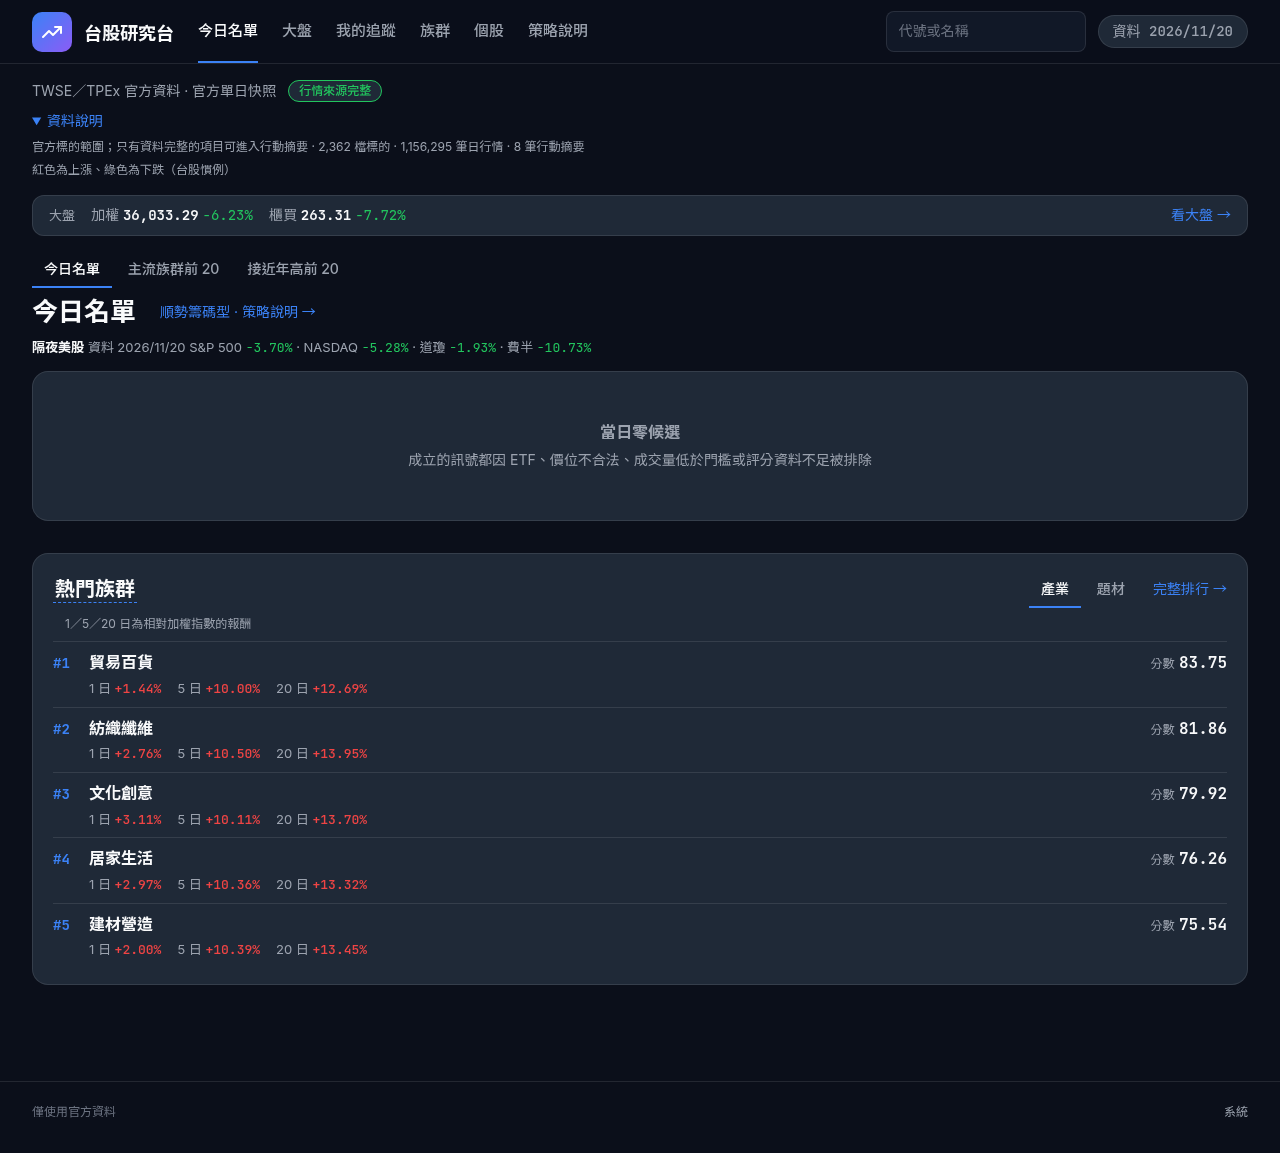 台股研究台 今日名單 大盤 我的追蹤 族群 個股 策略說明 代號或名稱 資料 2026/11/20
TWSE／TPEx 官方資料 · 官方單日快照 行情來源完整
▼ 資料說明
官方標的範圍；只有資料完整的項目可進入行動摘要 · 2,362 檔標的 · 1,156,295 筆日行情 · 8 筆行動摘要
紅色為上漲、綠色為下跌（台股慣例）
大盤 加權 36,033.29 -6.23% 櫃買 263.31 -7.72% 看大盤 →
今日名單 主流族群前 20 接近年高前 20
今日名單 順勢籌碼型 · 策略說明 →
隔夜美股 資料 2026/11/20 S&P 500 -3.70% · NASDAQ -5.28% · 道瓊 -1.93% · 費半 -10.73%
當日零候選
成立的訊號都因 ETF、價位不合法、成交量低於門檻或評分資料不足被排除
熱門族群 產業 題材 完整排行 →
1／5／20 日為相對加權指數的報酬
#1 貿易百貨 分數 83.75
1 日 +1.44% 5 日 +10.00% 20 日 +12.69%
#2 紡織纖維 分數 81.86
1 日 +2.76% 5 日 +10.50% 20 日 +13.95%
#3 文化創意 分數 79.92
1 日 +3.11% 5 日 +10.11% 20 日 +13.70%
#4 居家生活 分數 76.26
1 日 +2.97% 5 日 +10.36% 20 日 +13.32%
#5 建材營造 分數 75.54
1 日 +2.00% 5 日 +10.39% 20 日 +13.45%
僅使用官方資料 系統